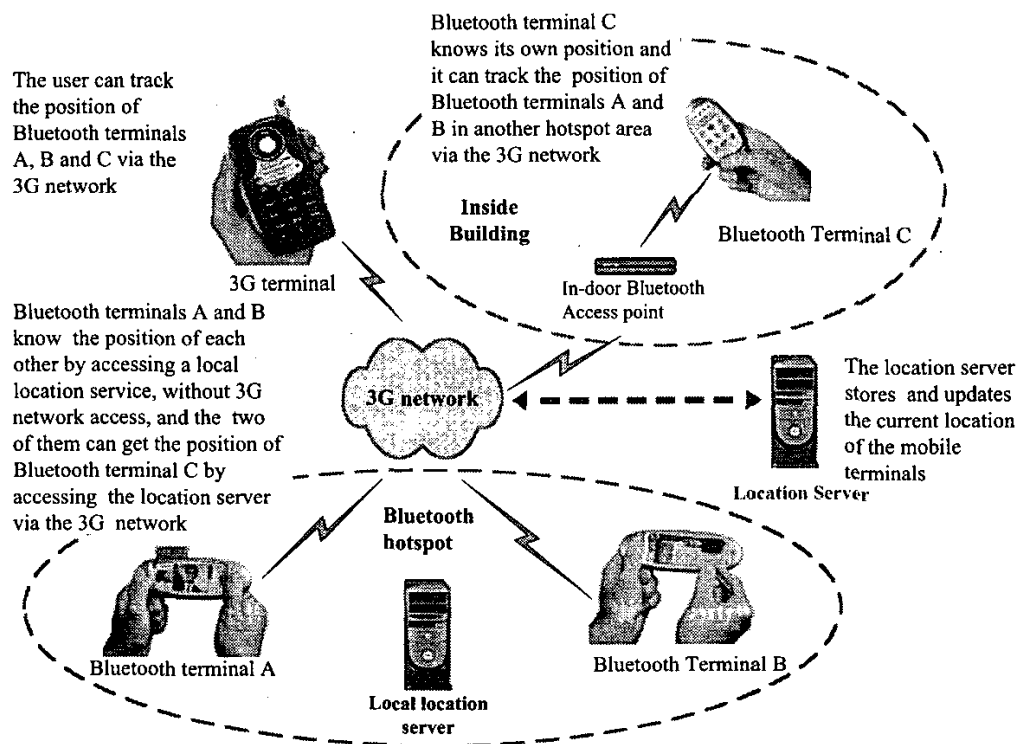 Bluetooth terminal C
knows its own position and
it can track the position of
Bluetooth terminals A and
B in another hotspot area
via the 3G network
The user can track
the position of
Bluetooth terminals
A, B and C via the
3G network
Inside
Building
Bluetooth Terminal C
3G terminal
In-door Bluetooth
Access point
Bluetooth terminals A and B
know the position of each
other by accessing a local
location service, without 3G
network access, and the two
of them can get the position of
Bluetooth terminal C by
accessing the location server
via the 3G network
3G network
The location server
stores and updates
the current location
of the mobile
terminals
Location Server
Bluetooth
hotspot
Bluetooth terminal A
Bluetooth Terminal B
Local location
server